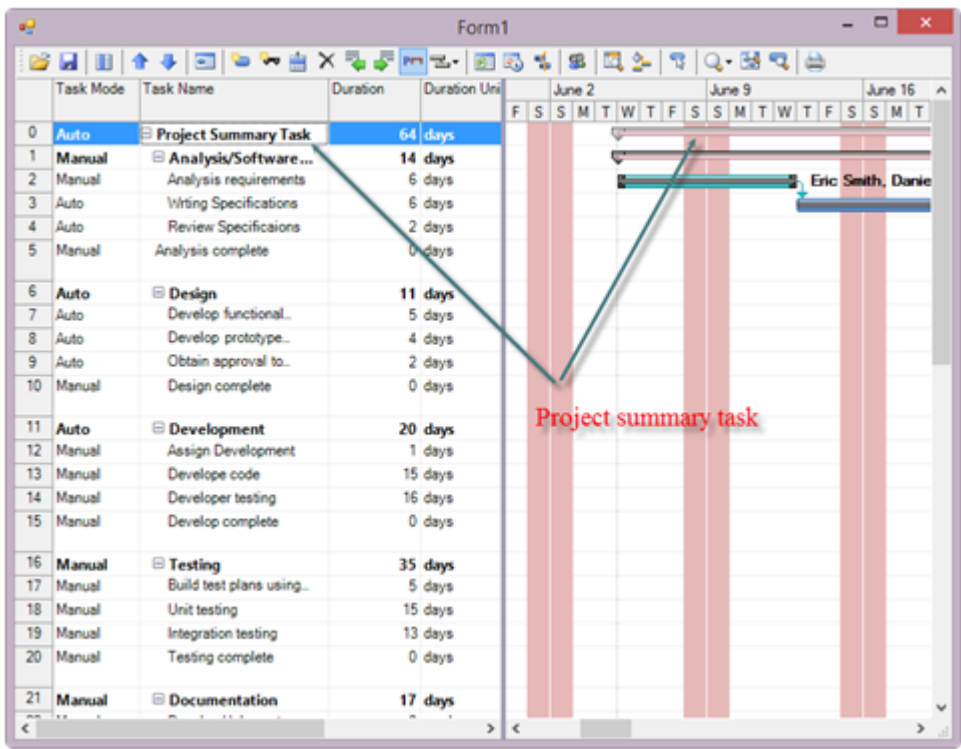 Form1
Task Mode Task Name Duration Duration Uni June 2 June 9 June 16
F S S M T W T F S S M T W T F S S M T
0 Auto Project Summary Task 64 days
1 Manual Analysis/Software... 14 days
2 Manual Analysis requirements 6 days Eric Smith, Danie
3 Auto Writing Specifications 6 days
4 Auto Review Specificaions 2 days
5 Manual Analysis complete 0 days
6 Auto Design 11 days
7 Auto Develop functional...  5 days
8 Auto Develop prototype... 4 days
9 Auto Obtain approval to... 2 days
10 Manual Design complete 0 days
Project summary task
11 Auto Development 20 days
12 Manual Assign Development 1 days
13 Manual Develope code 15 days
14 Manual Developer testing 16 days
15 Manual Develop complete 0 days
16 Manual Testing 35 days
17 Manual Build test plans using... 5 days
18 Manual Unit testing 15 days
19 Manual Integration testing 13 days
20 Manual Testing complete 0 days
21 Manual Documentation 17 days